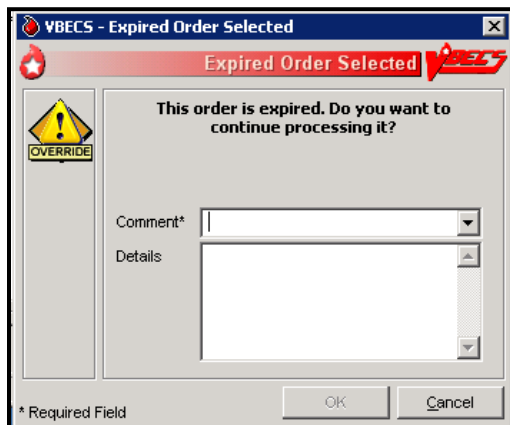 VBECS - Expired Order Selected
Expired Order Selected VBECS
This order is expired. Do you want to
continue processing it?
OVERRIDE
Comment*
Details
OK Cancel
* Required Field